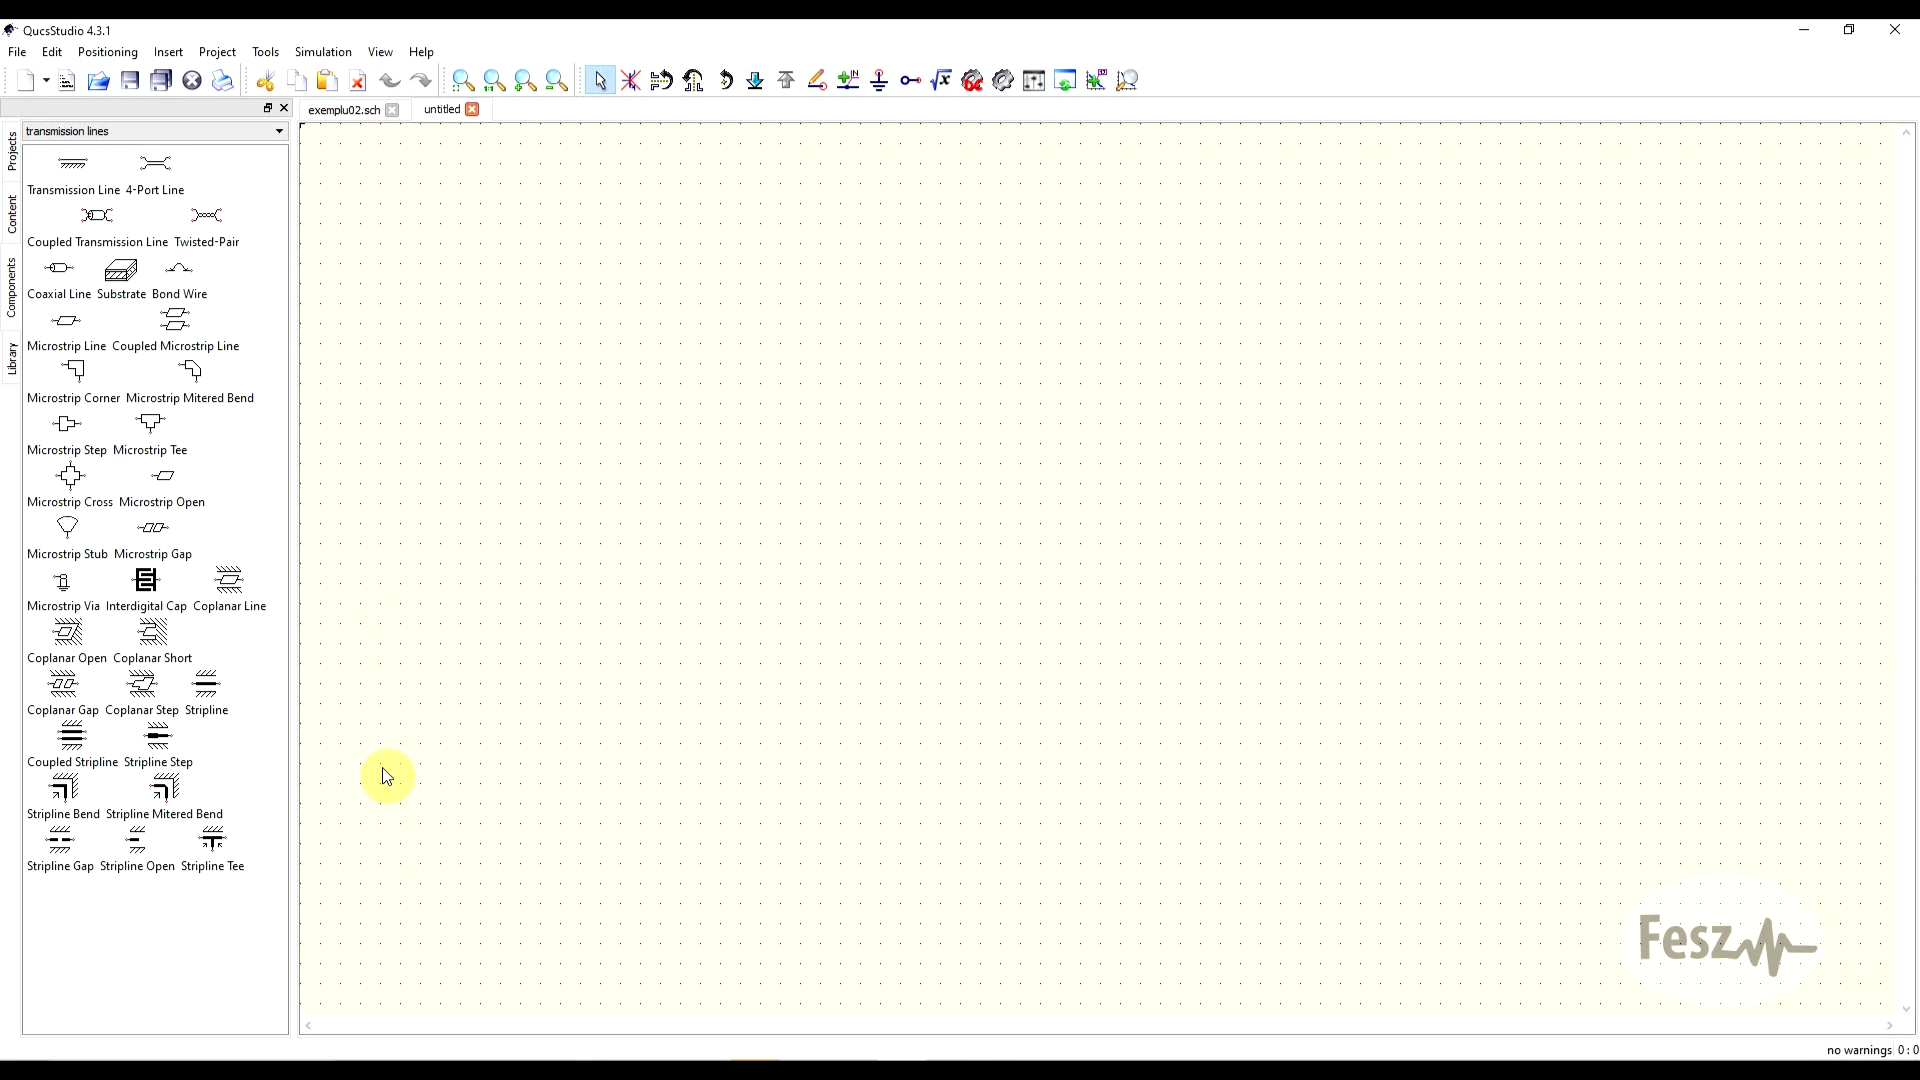 QucsStudio 4.3.1
File Edit Positioning Insert Project Tools Simulation View Help
exemplu02.sch untitled
transmission lines
Projects
Content
Components
Library
Transmission Line 4-Port Line
Coupled Transmission Line Twisted-Pair
Coaxial Line Substrate Bond Wire
Microstrip Line Coupled Microstrip Line
Microstrip Corner Microstrip Mitered Bend
Microstrip Step Microstrip Tee
Microstrip Cross Microstrip Open
Microstrip Stub Microstrip Gap
Microstrip Via Interdigital Cap Coplanar Line
Coplanar Open Coplanar Short
Coplanar Gap Coplanar Step Stripline
Coupled Stripline Stripline Step
Stripline Bend Stripline Mitered Bend
Stripline Gap Stripline Open Stripline Tee
Fesz
no warnings 0 : 0